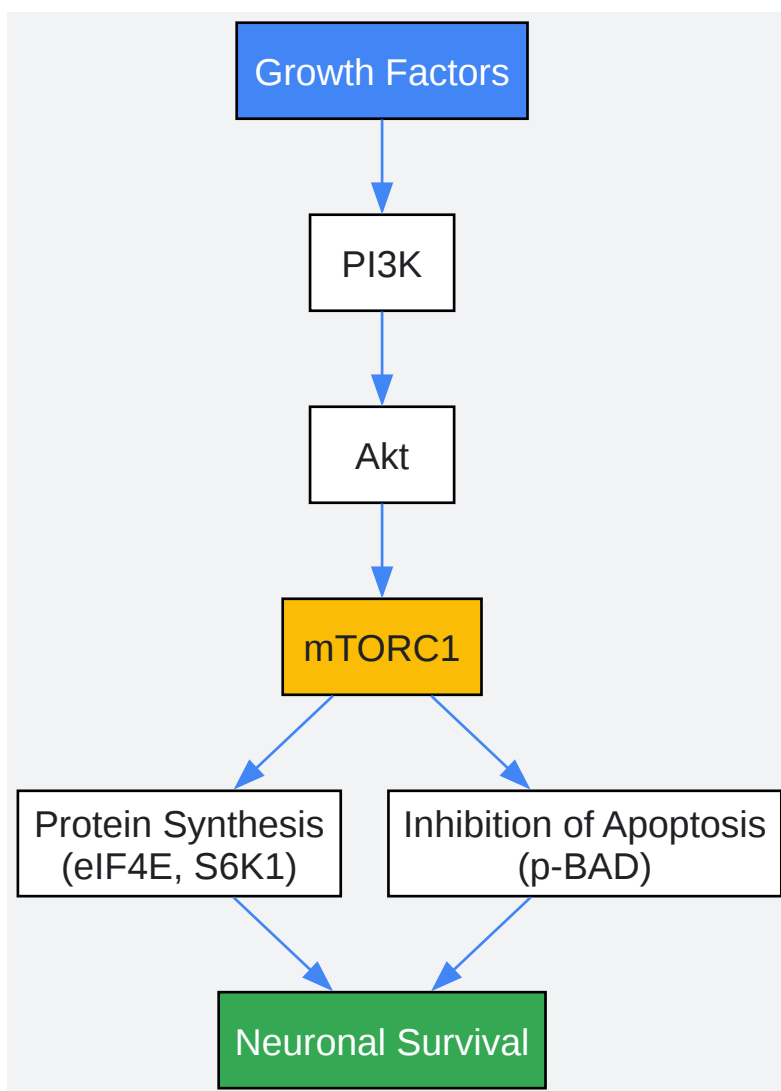 Growth Factors
PI3K
Akt
mTORC1
Protein Synthesis
(eIF4E, S6K1)
Inhibition of Apoptosis
(p-BAD)
Neuronal Survival